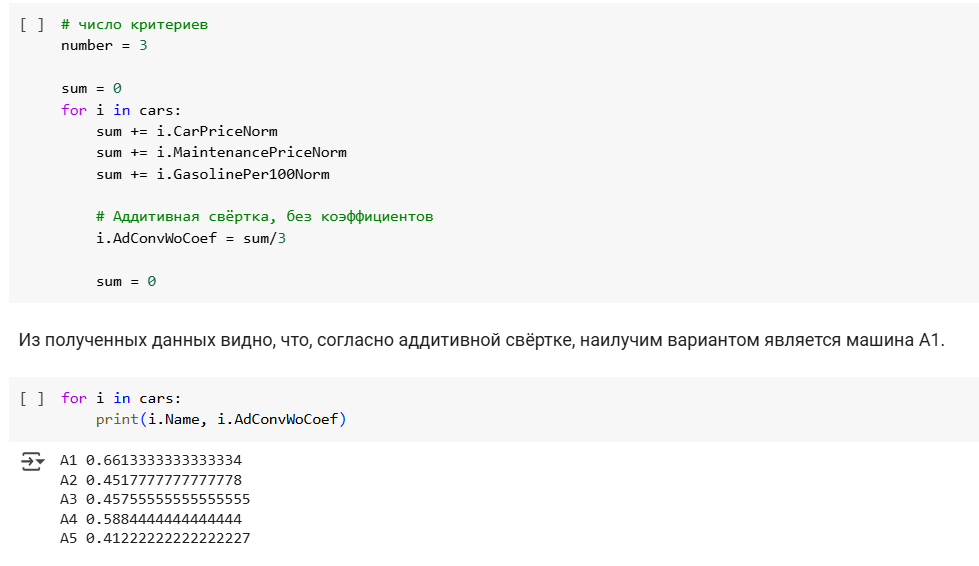 [ ] # число критериев
number = 3
sum = 0
for i in cars:
sum += i.CarPriceNorm
sum += i.MaintenancePriceNorm
sum += i.GasolinePer100Norm
# Аддитивная свёртка, без коэффициентов
i.AdConvWoCoef = sum/3
sum = 0
Из полученных данных видно, что, согласно аддитивной свёртке, наилучим вариантом является машина А1.
[ ] for i in cars:
print(i.Name, i.AdConvWoCoef)
A1 0.6613333333333334
A2 0.4517777777777778
A3 0.45755555555555555
A4 0.5884444444444444
A5 0.41222222222222227